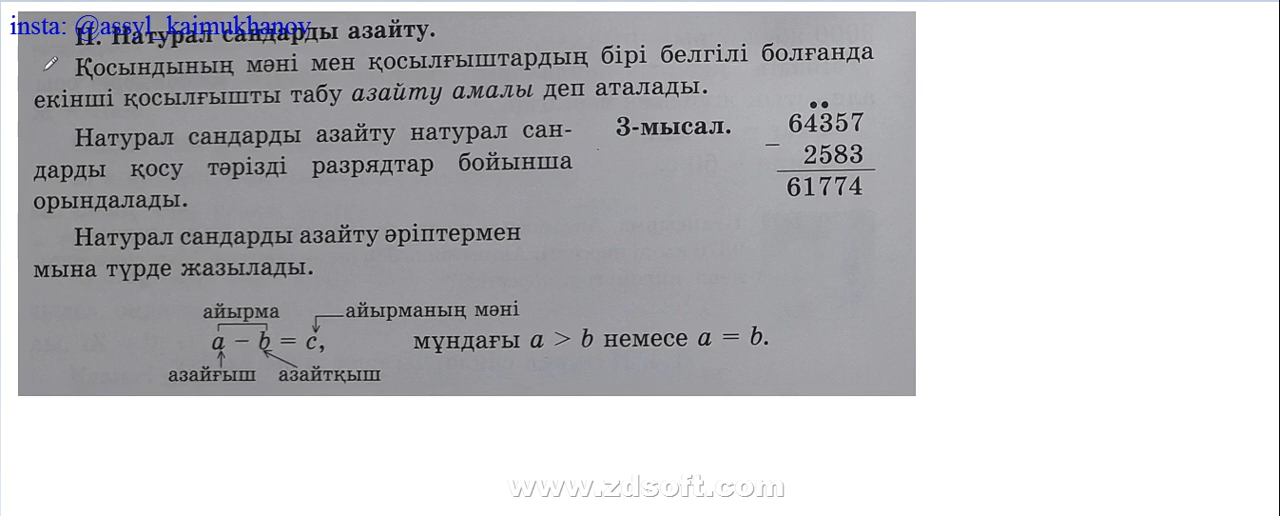 insta: @assyl_kaimukhanov
II. Натурал сандарды азайту.
Қосындының мәні мен қосылғыштардың бірі белгілі болғанда
екінші қосылғышты табу азайту амалы деп аталады.
Натурал сандарды азайту натурал сан-
дарды қосу тәрізді разрядтар бойынша
орындалады.
3-мысал.
64357
− 2583
61774
Натурал сандарды азайту әріптермен
мына түрде жазылады.
айырма айырманың мәні
a − b = c, мұндағы a > b немесе a = b.
азайғыш азайтқыш
www.zdsoft.com